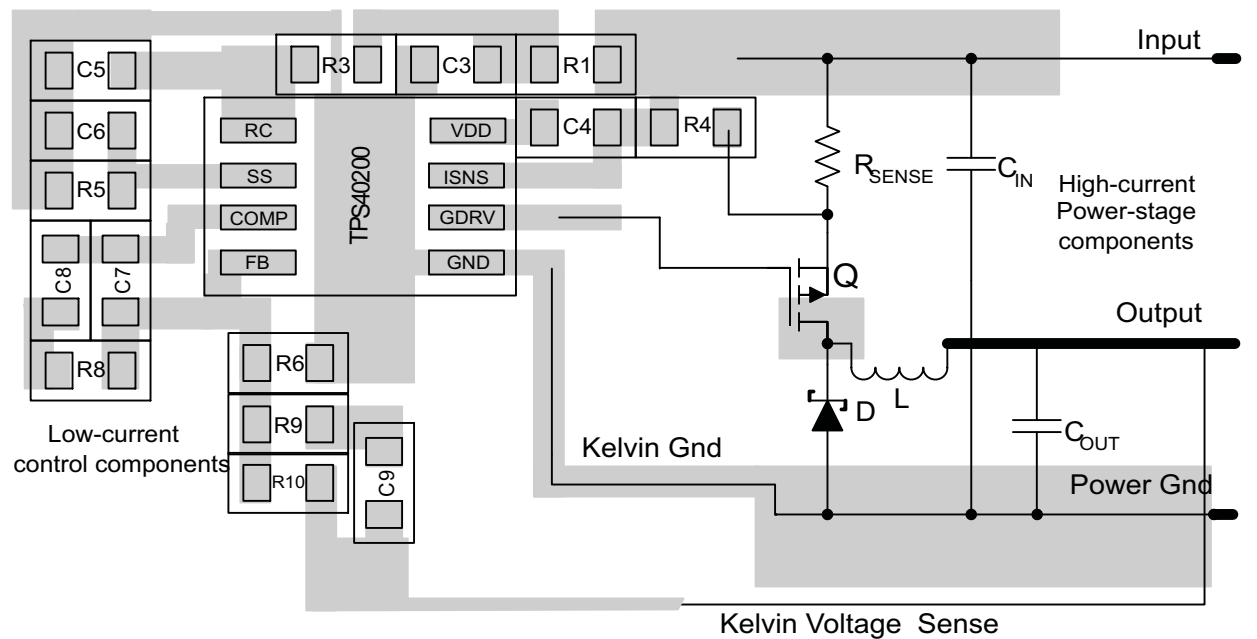 Input
C5
R3
C3
R1
C6
RC
VDD
C4
R4
R5
SS
ISNS
RSENSE
CIN
TPS40200
High-current
Power-stage
components
COMP
GDRV
C8
C7
FB
GND
Q
Output
R8
R6
D
L
Low-current
control components
R9
Kelvin Gnd
COUT
R10
C9
Power Gnd
Kelvin Voltage Sense